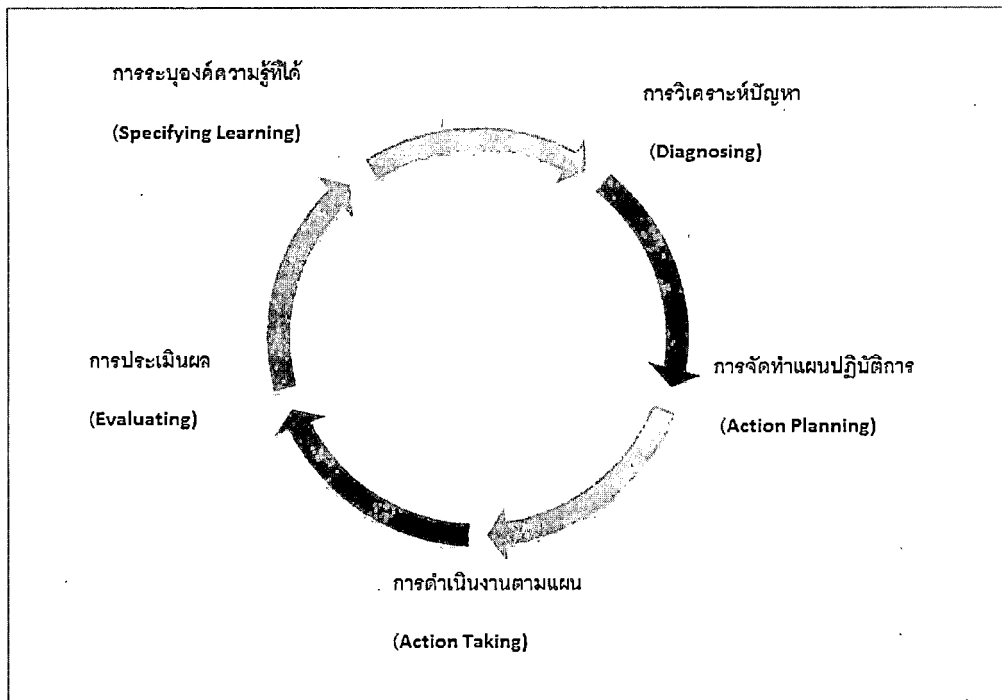 การระบุองค์ความรู้ที่ได้
(Specifying Learning)
การวิเคราะห์ปัญหา
(Diagnosing)
การจัดทำแผนปฏิบัติการ
(Action Planning)
การดำเนินงานตามแผน
(Action Taking)
การประเมินผล
(Evaluating)